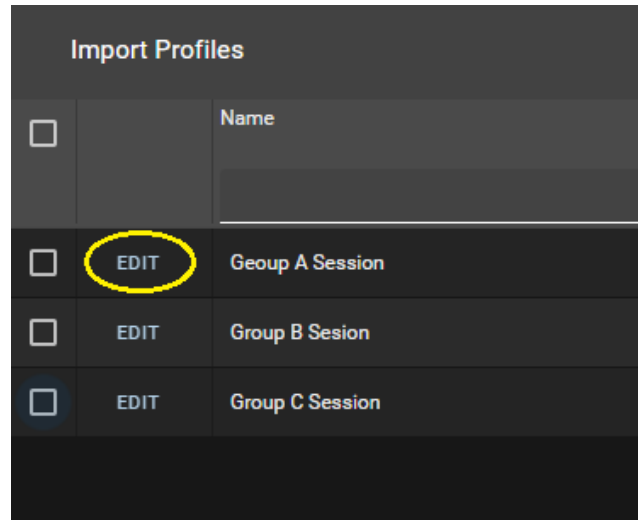 Import Profiles
Name
EDIT Geoup A Session
EDIT Group B Sesion
EDIT Group C Session